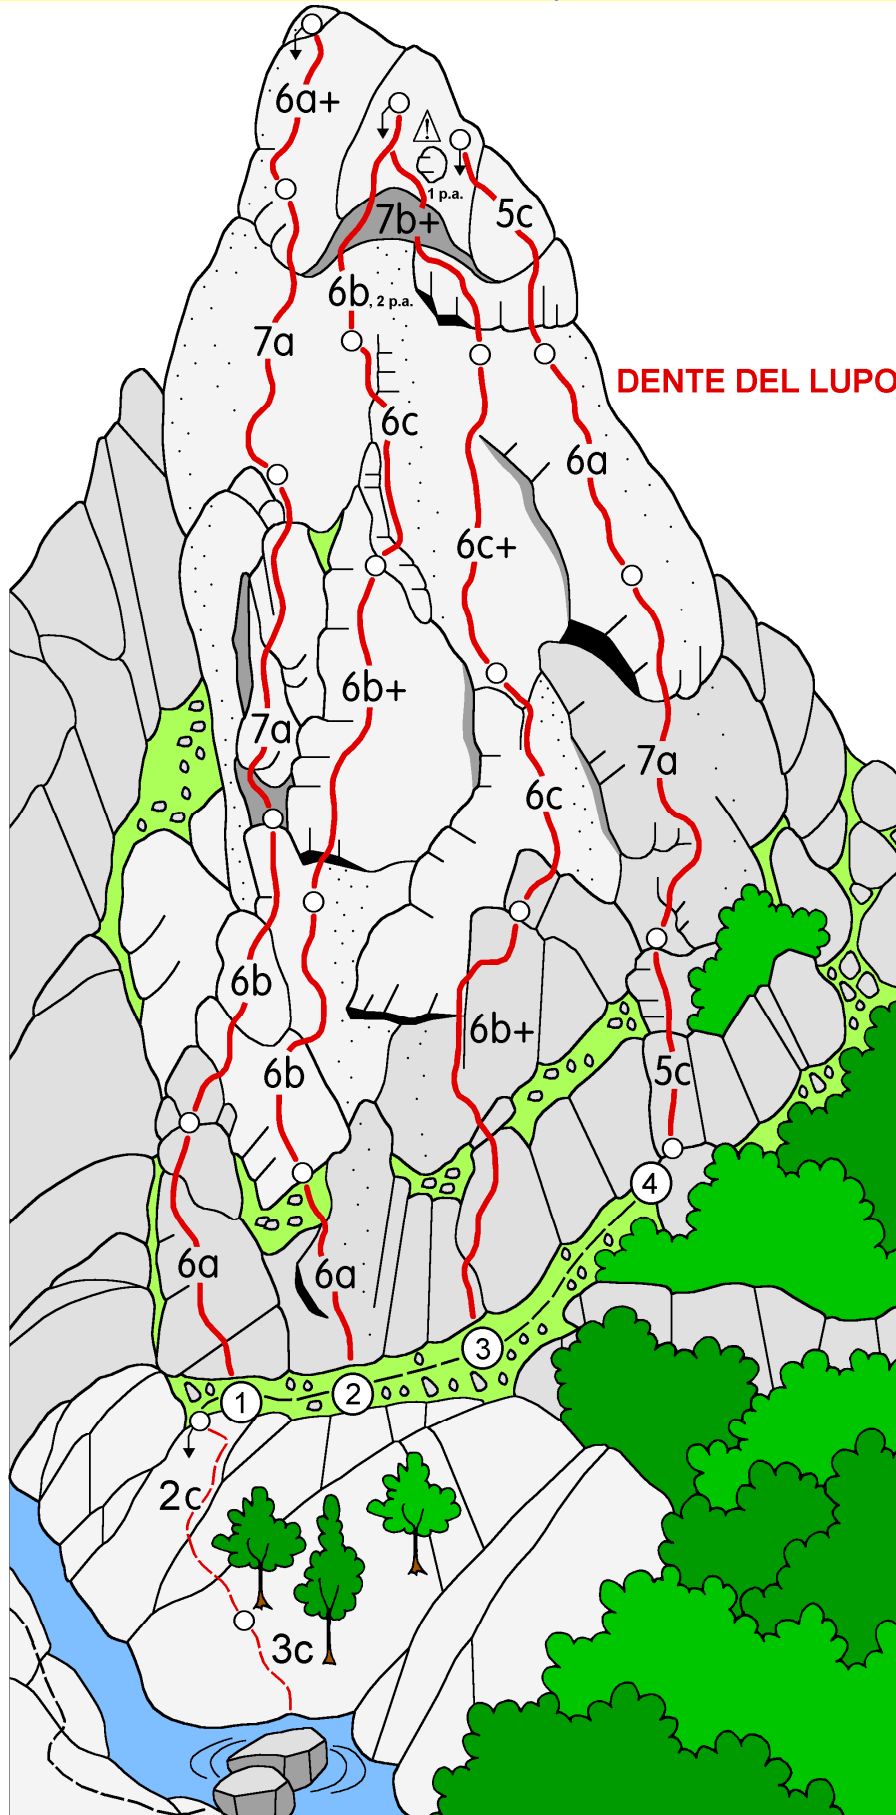 6a+
1 p.a.
5c
7b+
6b, 2 p.a.
7a
DENTE DEL LUPO
6c
6a
6c+
6b+
7a
7a
6c
6b
6b+
6b
5c
4
6a
6a
3
2
1
2c
3c